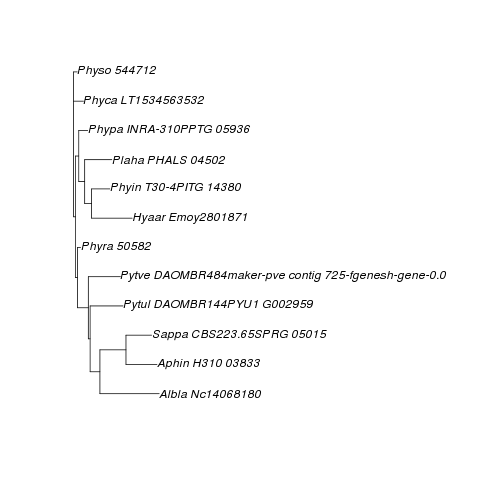 Physo 544712
Phyca LT1534563532
Phypa INRA-310PPTG 05936
Plaha PHALS 04502
Phyin T30-4PITG 14380
Hyaar Emoy2801871
Phyra 50582
Pytve DAOMBR484maker-pve contig 725-fgenesh-gene-0.0
Pytul DAOMBR144PYU1 G002959
Sappa CBS223.65SPRG 05015
Aphin H310 03833
Albla Nc14068180